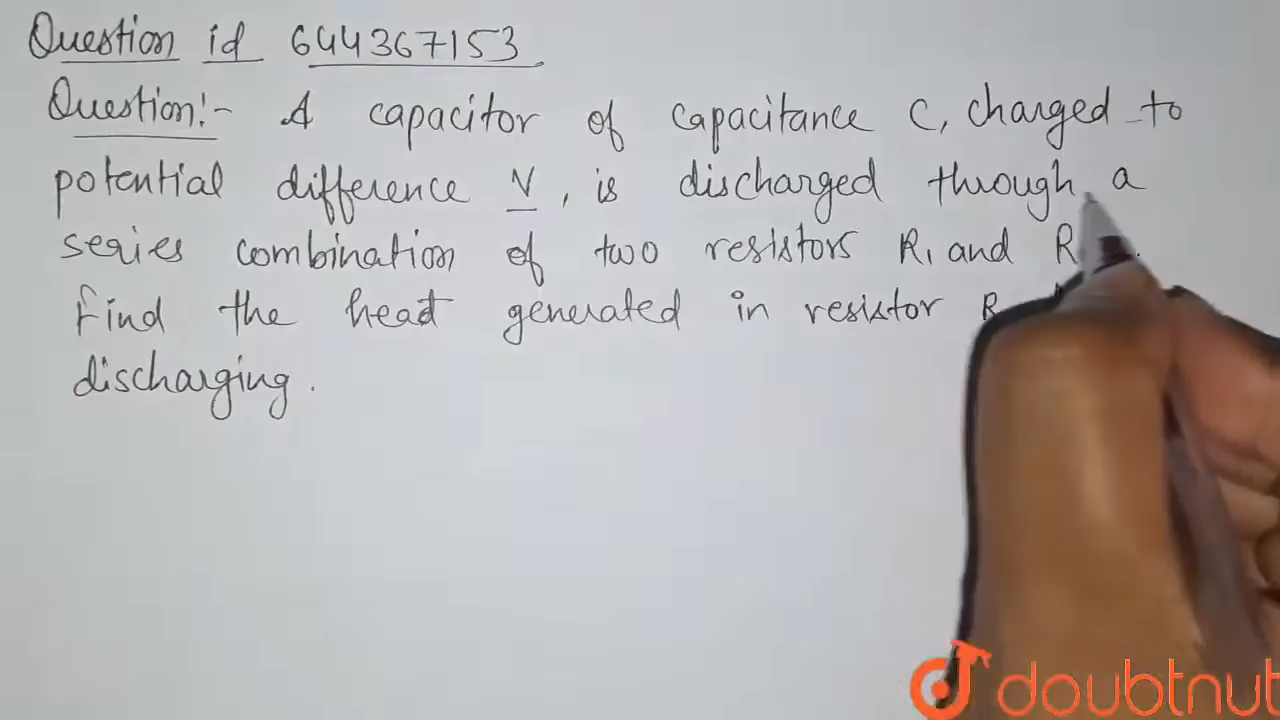 Question id 644367153
Question:- A capacitor of capacitance C, charged to
potential difference V, is discharged through a
series combination of two resistors R1 and R
Find the heat generated in resistor R
discharging.
doubtnut